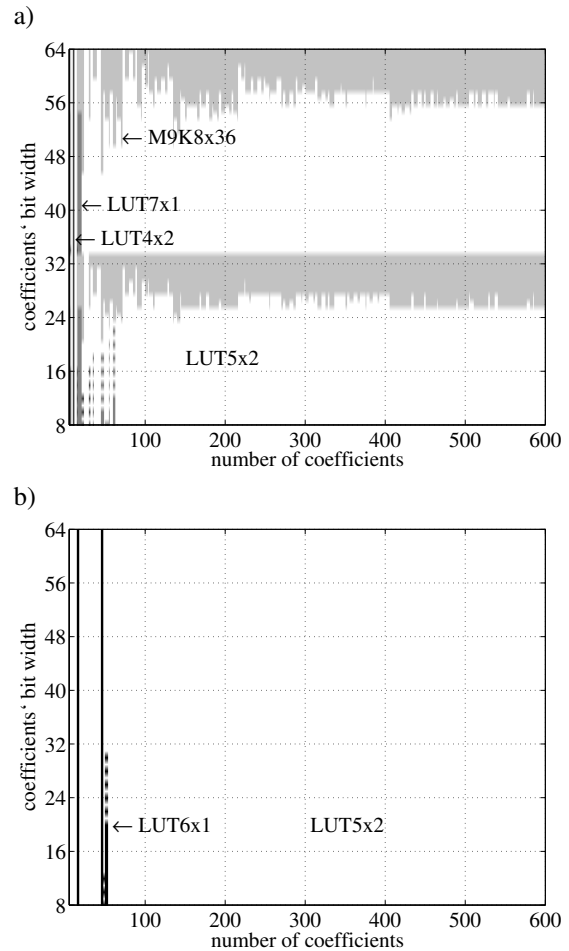 a)
64
56
48
40
32
24
16
8
coefficients‘ bit width
← M9K8x36
← LUT7x1
← LUT4x2
LUT5x2
100 200 300 400 500 600
number of coefficients
b)
64
56
48
40
32
24
16
8
coefficients‘ bit width
← LUT6x1 LUT5x2
100 200 300 400 500 600
number of coefficients